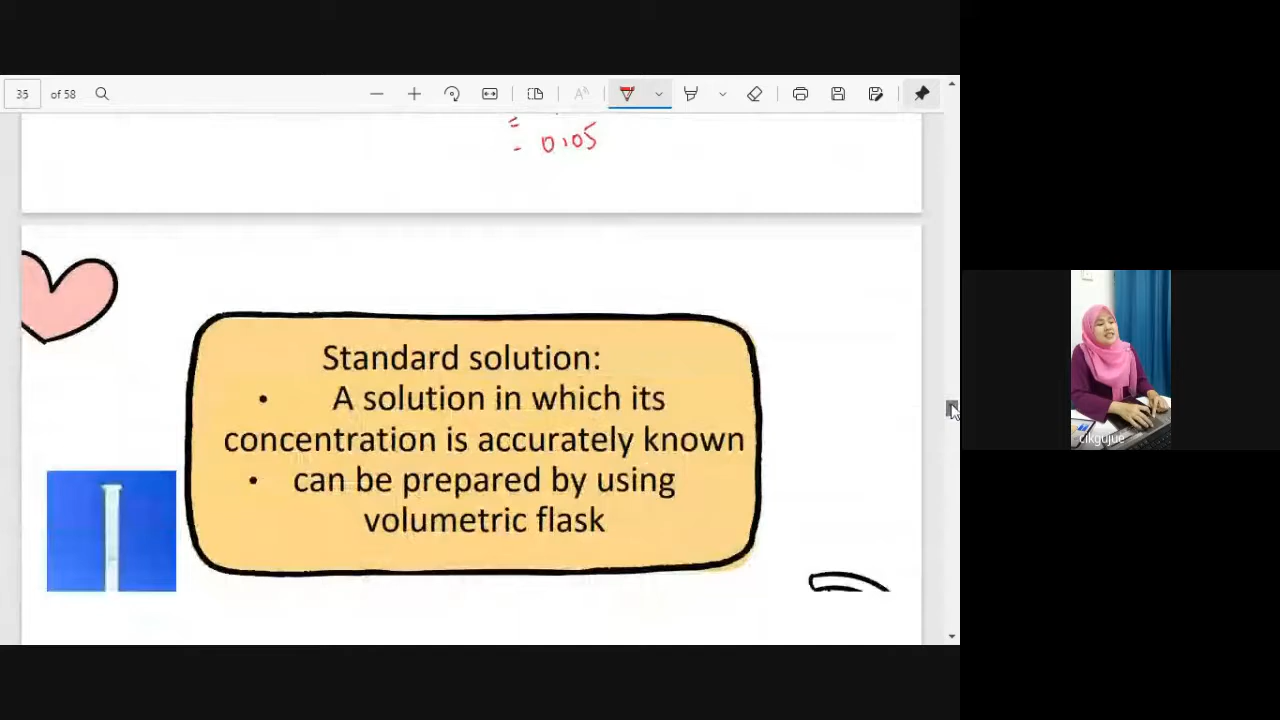 35 of 58
=
= 0.05
Standard solution:
• A solution in which its
concentration is accurately known
• can be prepared by using
volumetric flask
cikgujue